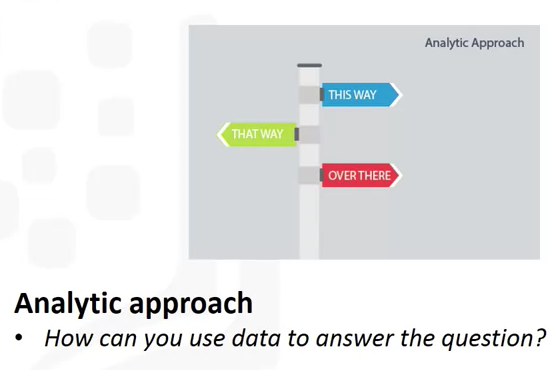 Analytic Approach
THIS WAY
THAT WAY
OVER THERE
Analytic approach
• How can you use data to answer the question?